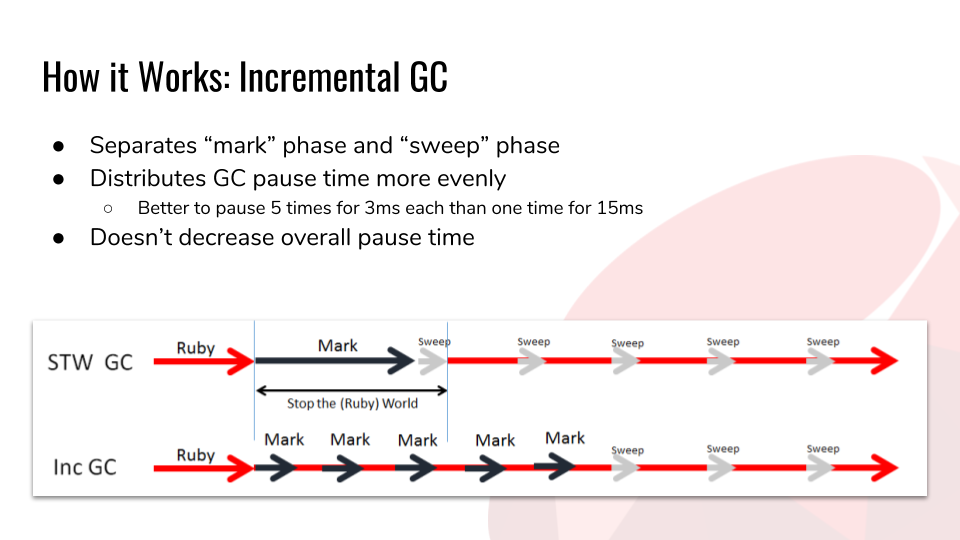 How it Works: Incremental GC
● Separates “mark” phase and “sweep” phase
● Distributes GC pause time more evenly
○ Better to pause 5 times for 3ms each than one time for 15ms
● Doesn’t decrease overall pause time
STW GC Ruby Mark Sweep Sweep Sweep Sweep Sweep
Stop the (Ruby) World
Inc GC Ruby Mark Mark Mark Mark Mark Sweep Sweep Sweep